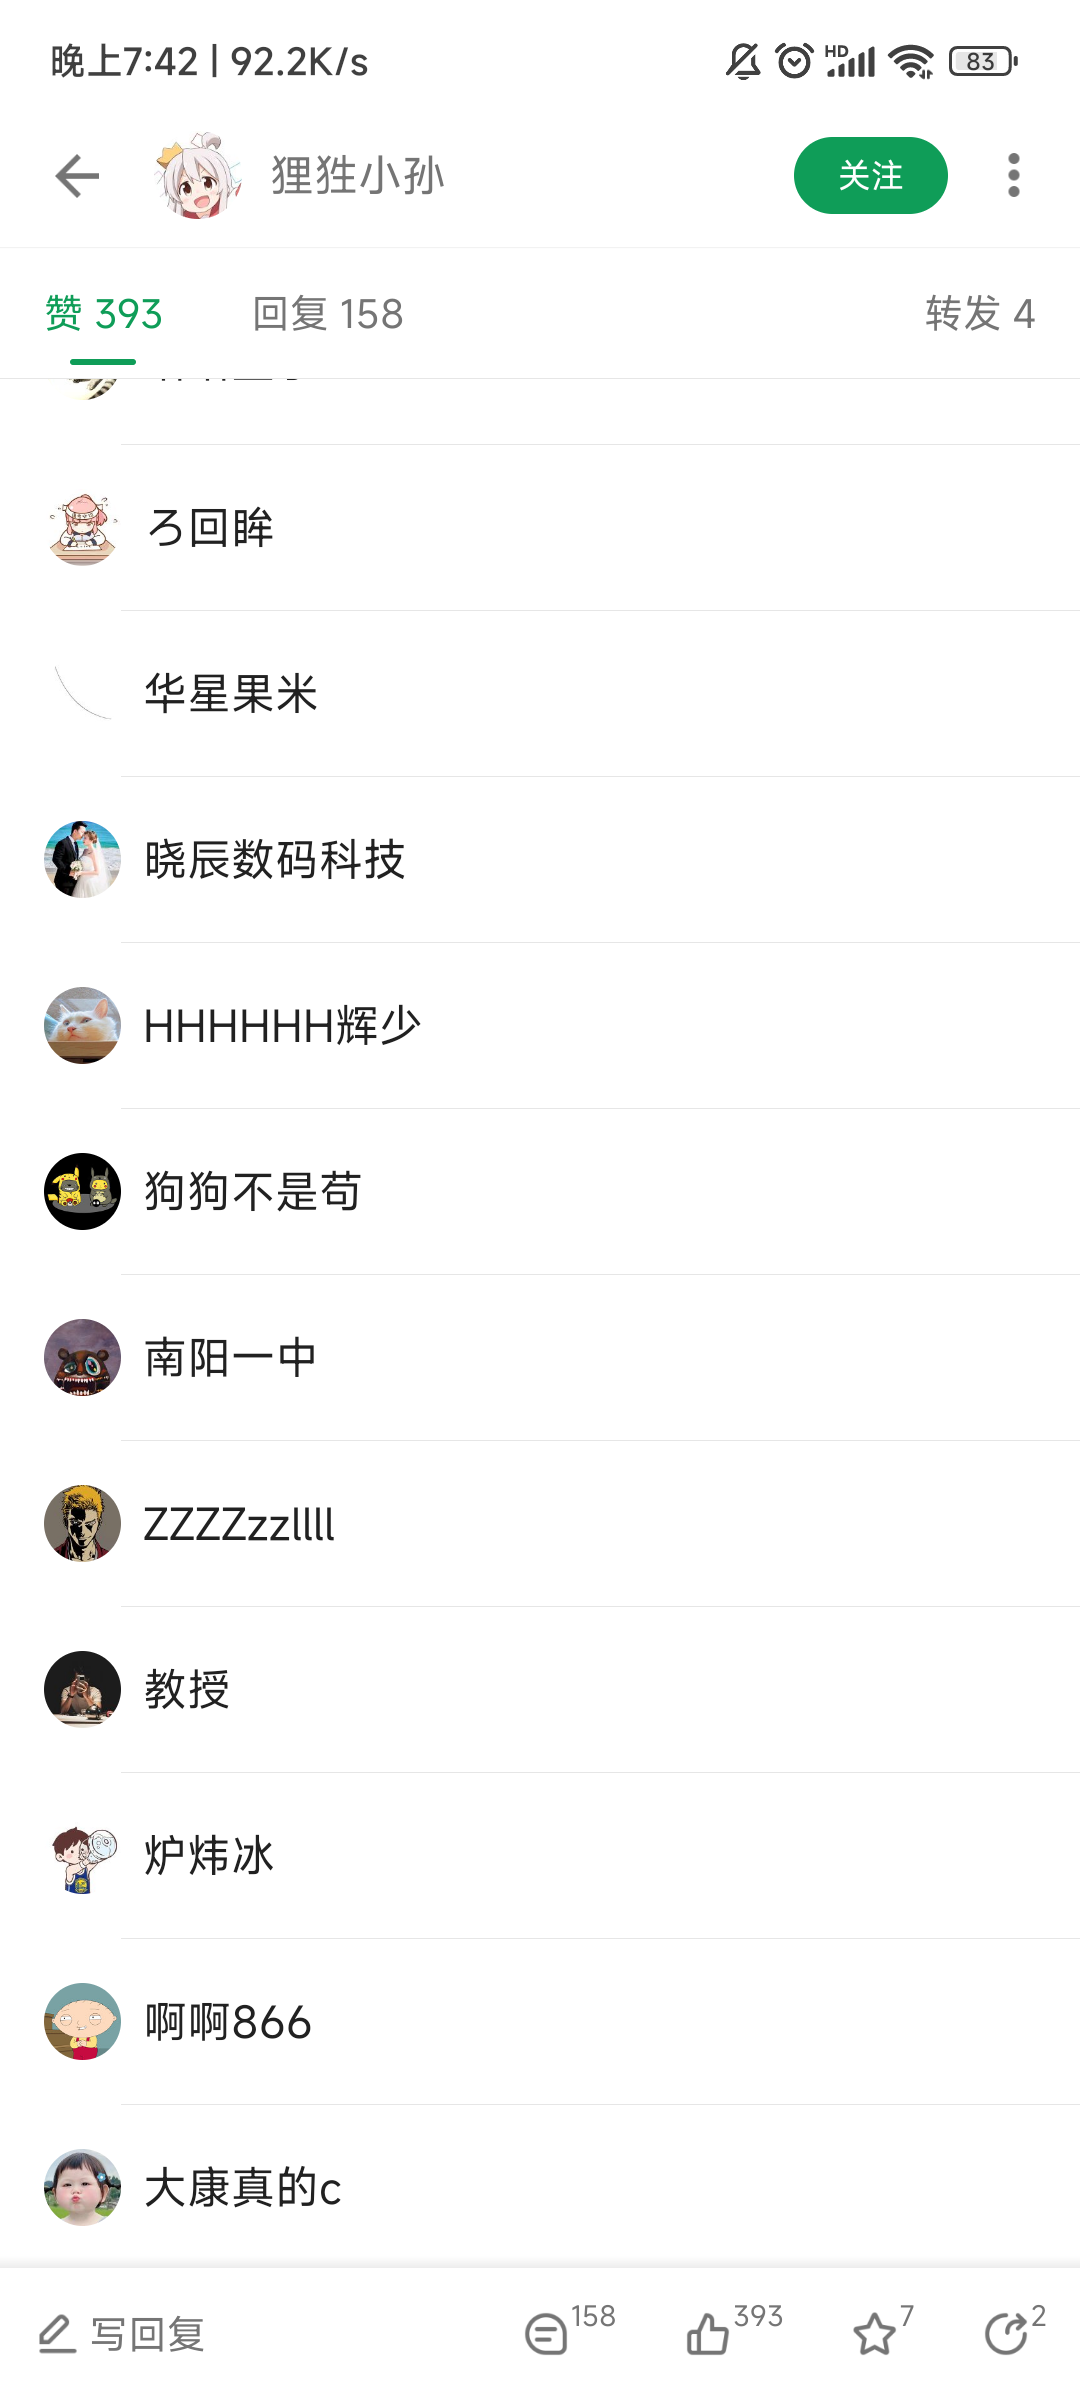 晚上7:42 | 92.2K/s
HD
83
狸狌小孙
关注
赞 393
回复 158
转发 4
ろ回眸
华星果米
晓辰数码科技
HHHHHH辉少
狗狗不是苟
南阳一中
ZZZZzzllll
教授
炉炜冰
啊啊866
大康真的c
写回复
158
393
7
2